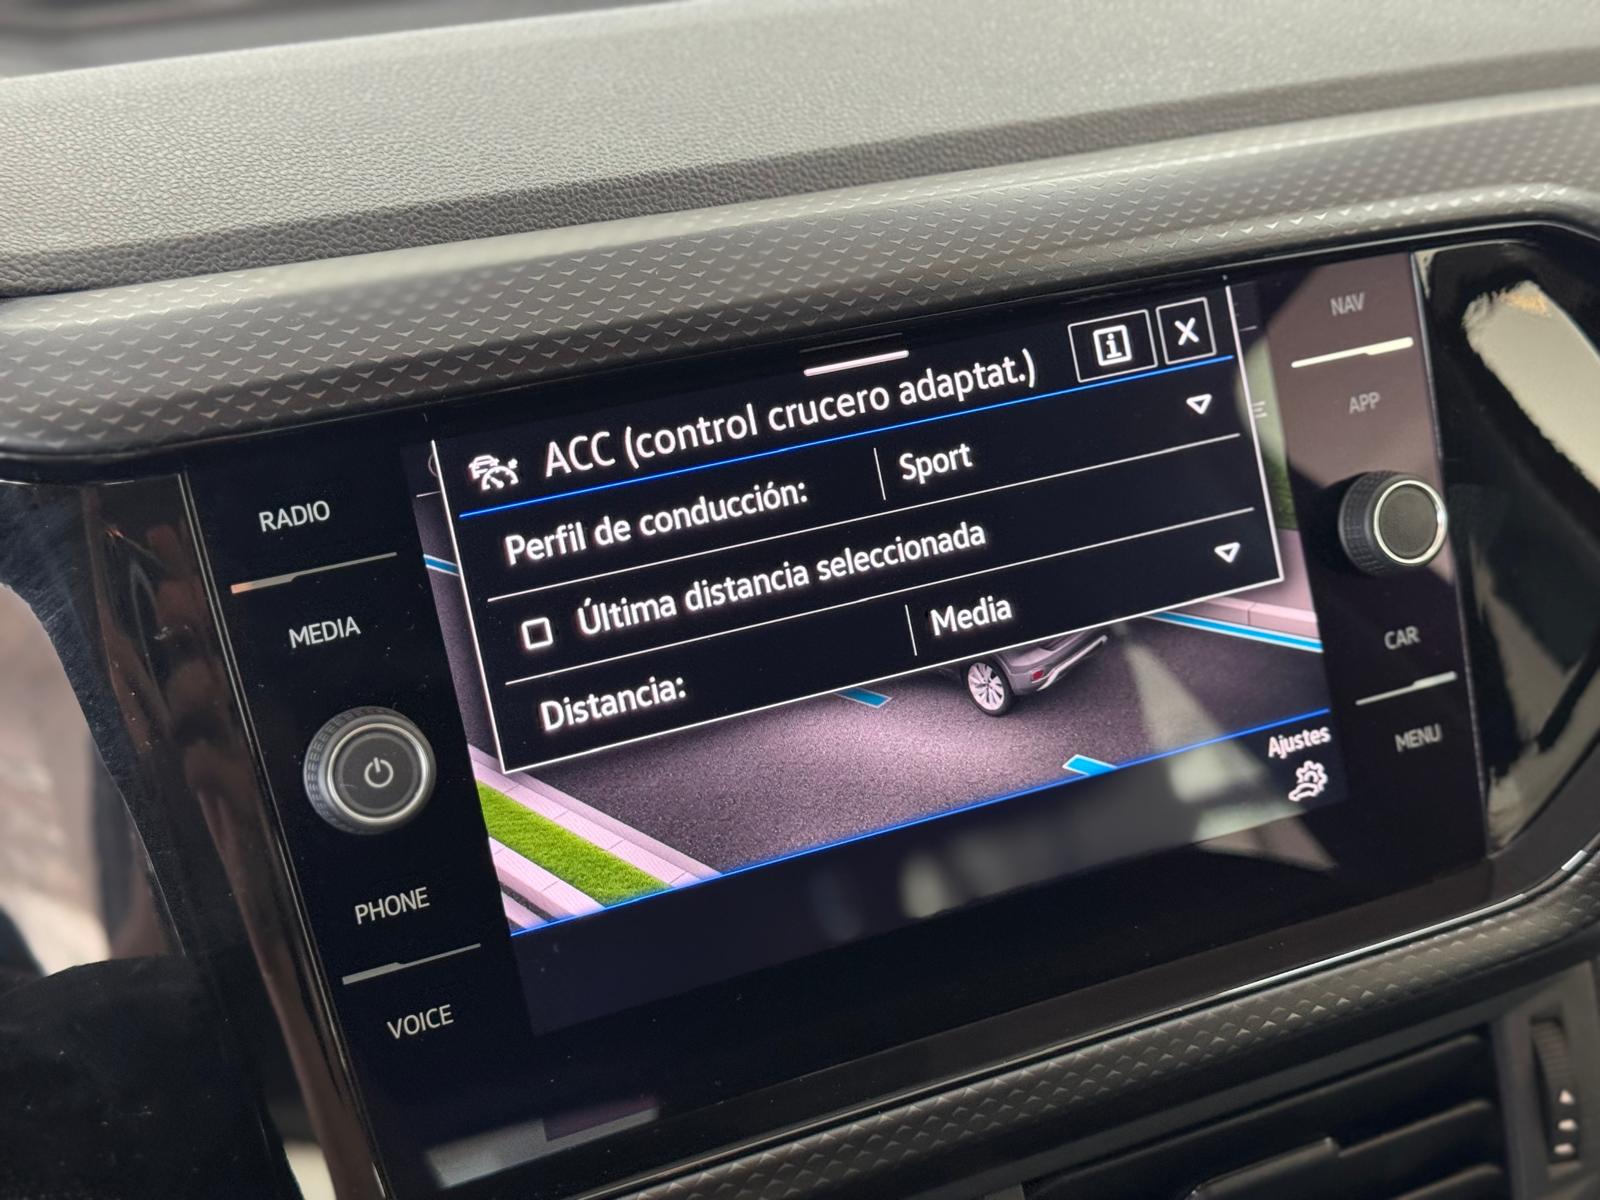 ACC (control crucero adaptat.)
Perfil de conducción: Sport
Última distancia seleccionada
Distancia: Media
Ajustes
RADIO
MEDIA
PHONE
VOICE
NAV
APP
CAR
MENU